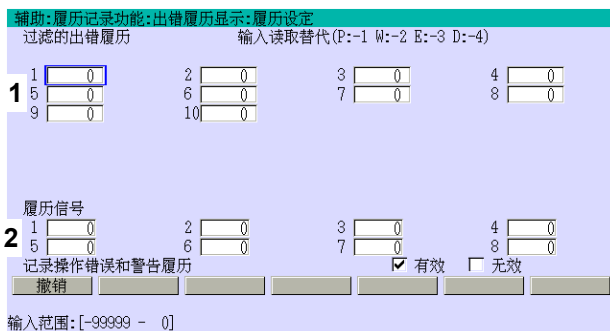 辅助:履历记录功能:出错履历显示:履历设定
过滤的出错履历 输入读取替代(P:-1 W:-2 E:-3 D:-4)
1 0 2 0 3 0 4 0
1
5 0 6 0 7 0 8 0
9 0 10 0
履历信号
1 0 2 0 3 0 4 0
2
5 0 6 0 7 0 8 0
记录操作错误和警告履历 有效 无效
撤销
输入范围:[-99999 - 0]